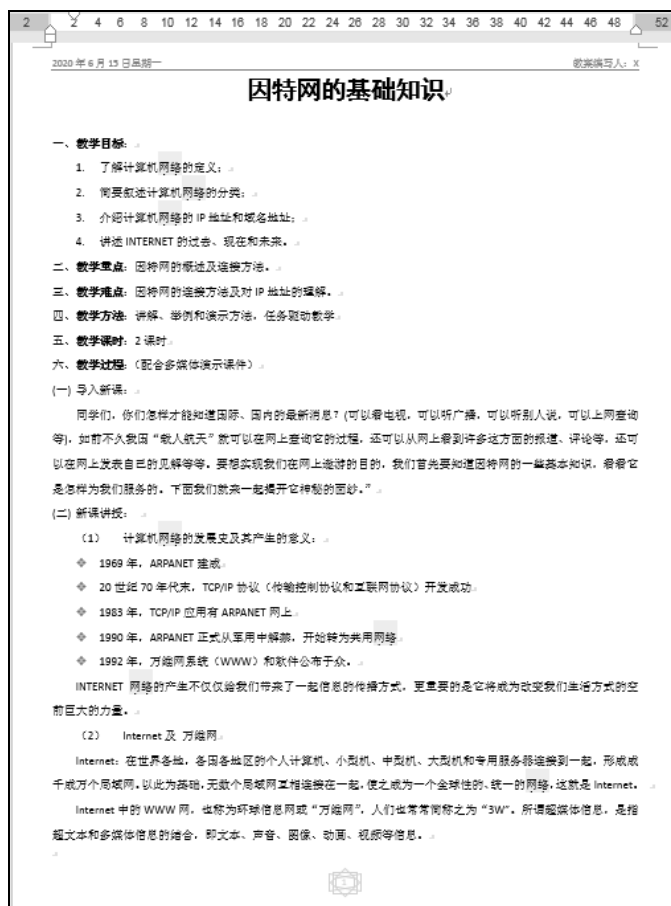 2 2 4 6 8 10 12 14 16 18 20 22 24 26 28 30 32 34 36 38 40 42 44 46 48 52
2020 年 6 月 15 日星期一 教案编写人：X
因特网的基础知识
一、教学目标：
1. 了解计算机网络的定义；
2. 简要叙述计算机网络的分类；
3. 介绍计算机网络的 IP 地址和域名地址；
4. 讲述 INTERNET 的过去、现在和未来。
二、教学重点：因特网的概述及连接方法。
三、教学难点：因特网的连接方法及对 IP 地址的理解。
四、教学方法：讲解、举例和演示方法，任务驱动教学
五、教学课时：2 课时
六、教学过程：（配合多媒体演示课件）
(一) 导入新课：
同学们，你们怎样才能知道国际、国内的最新消息？(可以看电视，可以听广播，可以听别人说，可以上网查询
等)，如前不久我国“载人航天”就可以在网上查询它的过程，还可以从网上看到许多这方面的报道、评论等，还可
以在网上发表自己的见解等等。要想实现我们在网上遨游的目的，我们首先要知道因特网的一些基本知识，看看它
是怎样为我们服务的。下面我们就来一起揭开它神秘的面纱。”
(二) 新课讲授：
（1） 计算机网络的发展史及其产生的意义：
❖ 1969 年，ARPANET 建成
❖ 20 世纪 70 年代末，TCP/IP 协议（传输控制协议和互联网协议）开发成功
❖ 1983 年，TCP/IP 应用有 ARPANET 网上
❖ 1990 年，ARPANET 正式从军用中解禁，开始转为共用网络
❖ 1992 年，万维网系统（WWW）和软件公布于众。
INTERNET 网络的产生不仅仅给我们带来了一起信息的传播方式，更重要的是它将成为改变我们生活方式的空
前巨大的力量。
（2） Internet 及 万维网
Internet：在世界各地，各国各地区的个人计算机、小型机、中型机、大型机和专用服务器连接到一起，形成成
千成万个局域网。以此为基础，无数个局域网互相连接在一起，使之成为一个全球性的、统一的网络，这就是 Internet。
Internet 中的 WWW 网，也称为环球信息网或“万维网”，人们也常常简称之为“3W”。所谓超媒体信息，是指
超文本和多媒体信息的结合，即文本、声音、图像、动画、视频等信息。
1